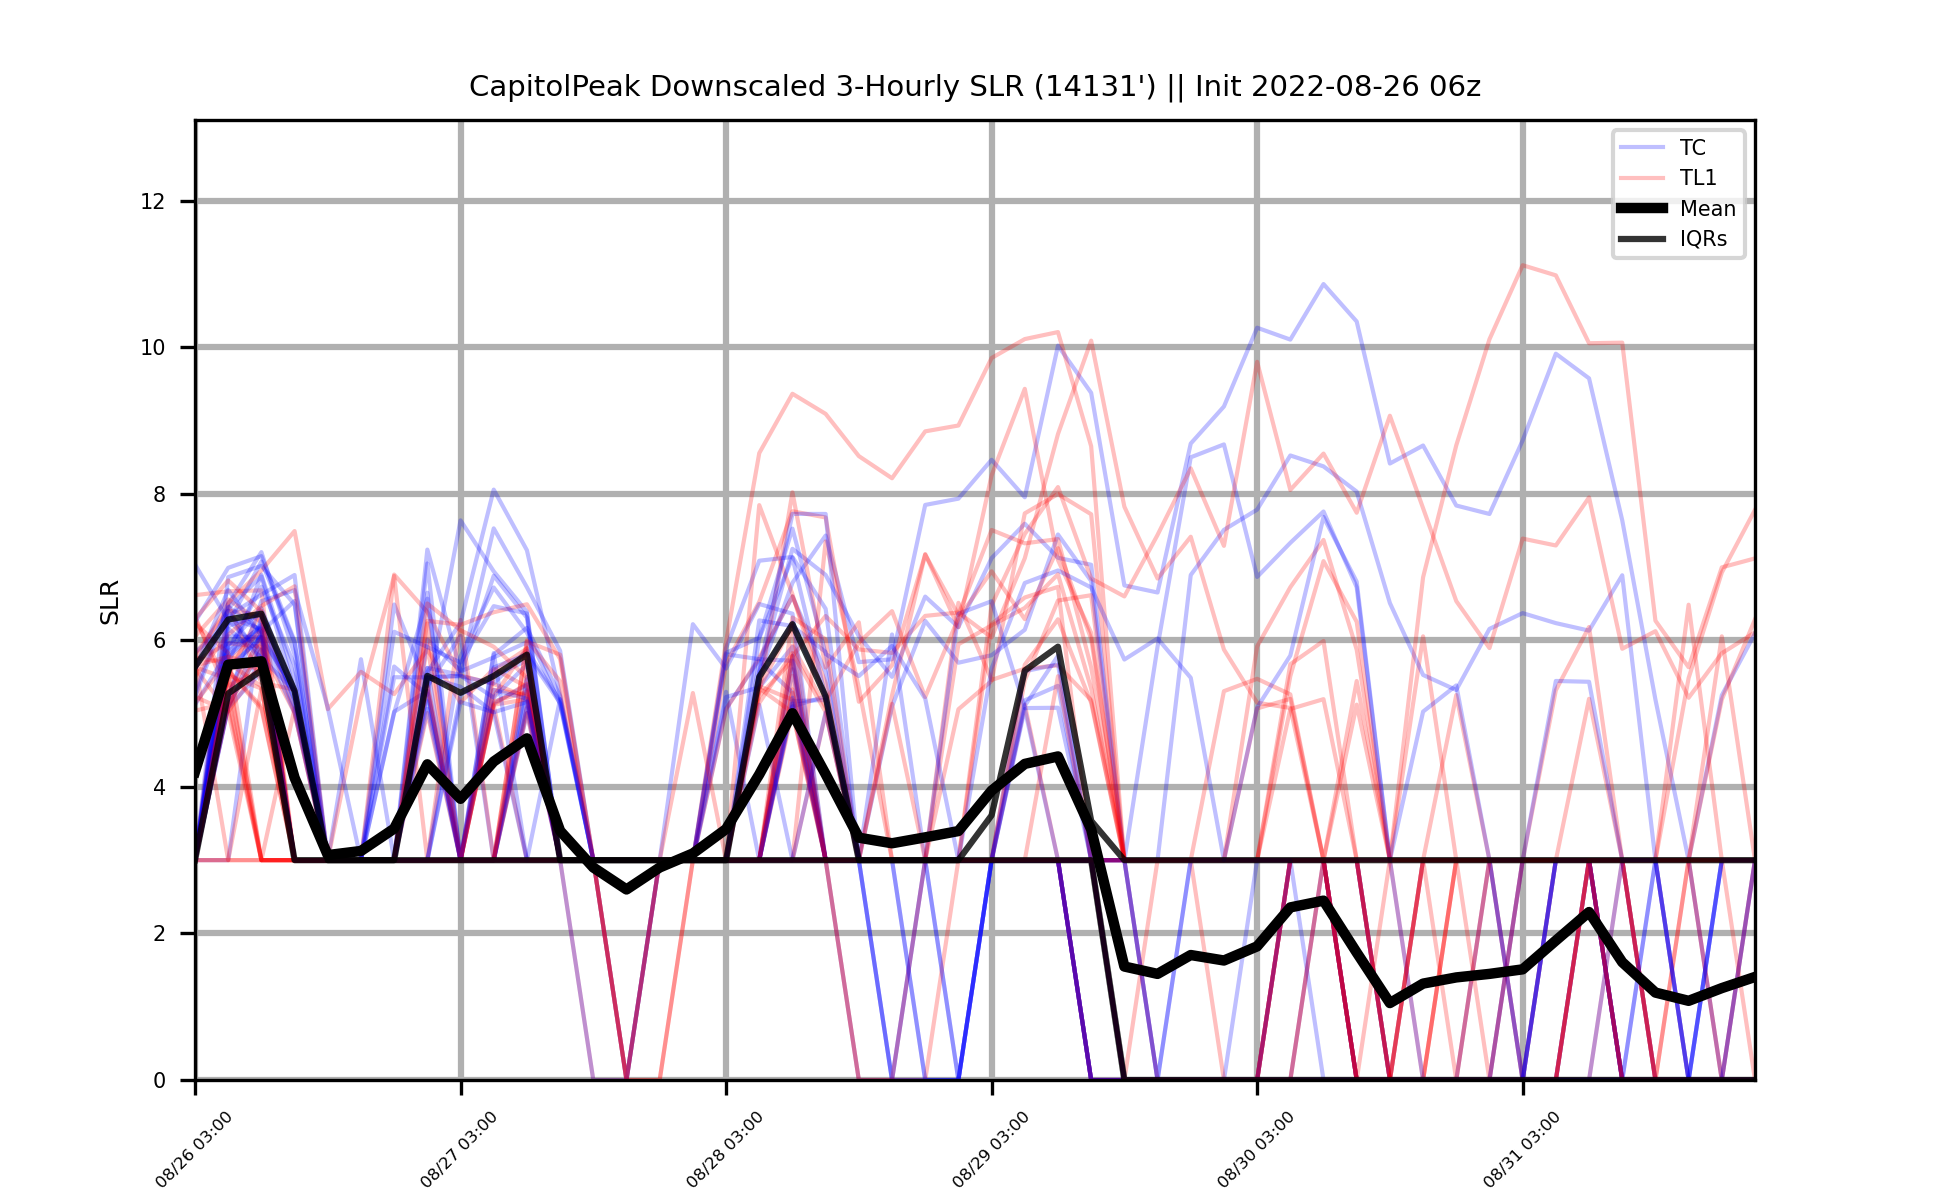 CapitolPeak Downscaled 3-Hourly SLR (14131') || Init 2022-08-26 06z
TC
TL1
Mean
IQRs
SLR
12
10
8
6
4
2
0
08/26 03:00
08/27 03:00
08/28 03:00
08/29 03:00
08/30 03:00
08/31 03:00